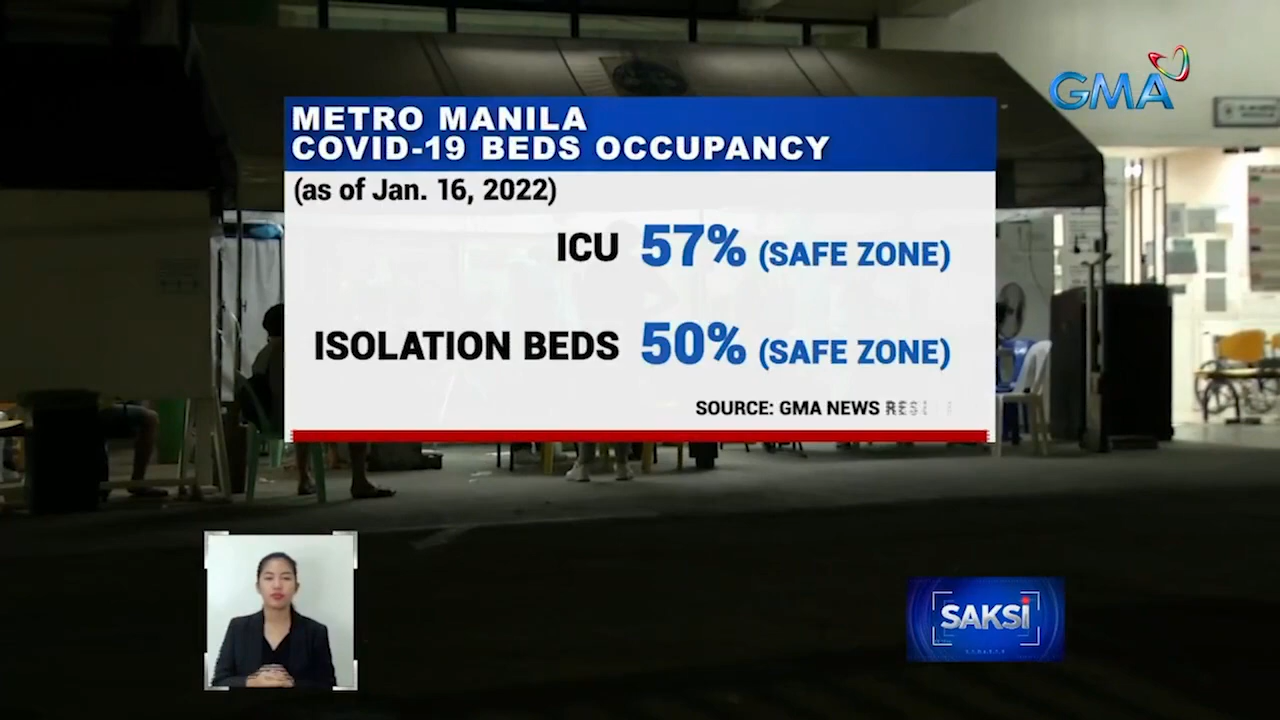 GMA
METRO MANILA
COVID-19 BEDS OCCUPANCY
(as of Jan. 16, 2022)
ICU 57% (SAFE ZONE)
ISOLATION BEDS 50% (SAFE ZONE)
SOURCE: GMA NEWS
SAKSI